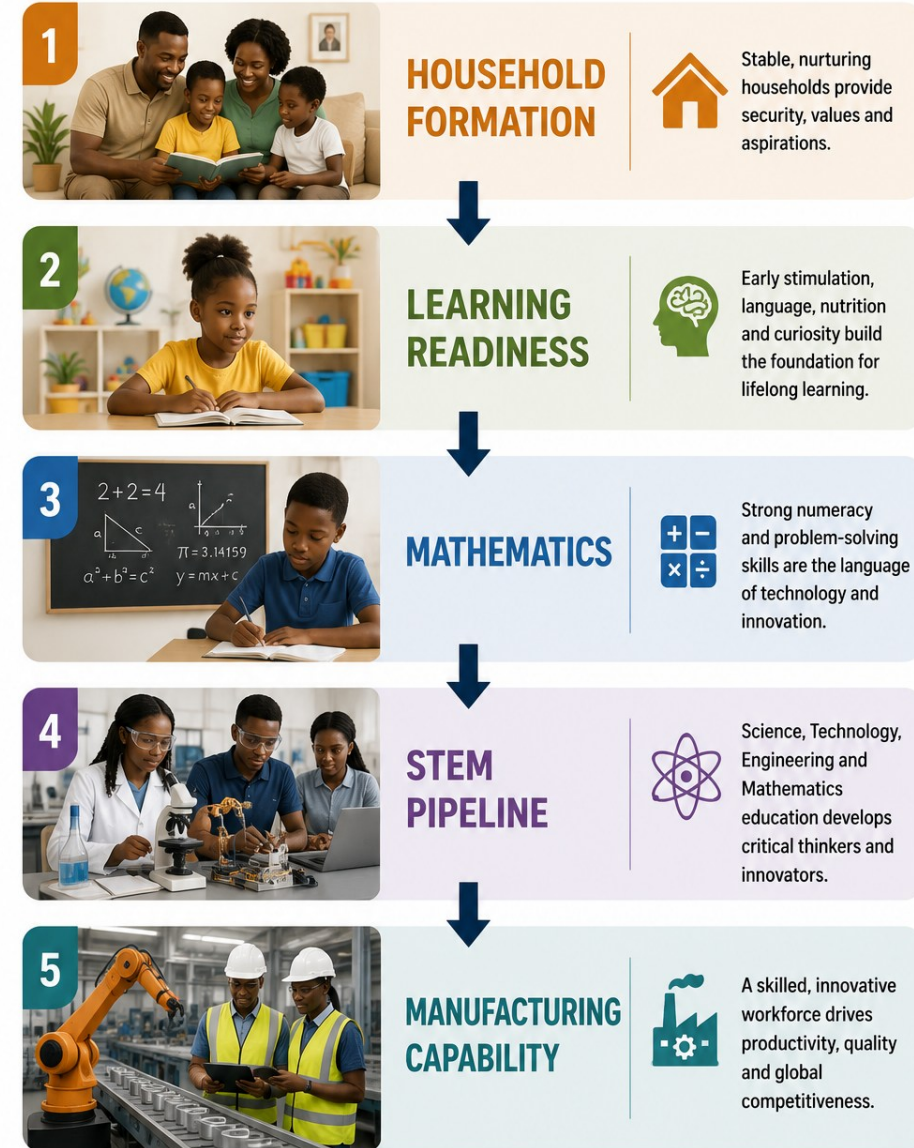 1
HOUSEHOLD
FORMATION
Stable, nurturing
households provide
security, values and
aspirations.
2
LEARNING
READINESS
Early stimulation,
language, nutrition
and curiosity build
the foundation for
lifelong learning.
3
2+2=4
a
c
a
π=3.14159
a²+b²=c²
y=mx+c
MATHEMATICS
+ −
× ÷
Strong numeracy
and problem-solving
skills are the language
of technology and
innovation.
4
STEM
PIPELINE
Science, Technology,
Engineering and
Mathematics
education develops
critical thinkers and
innovators.
5
MANUFACTURING
CAPABILITY
A skilled, innovative
workforce drives
productivity, quality
and global
competitiveness.